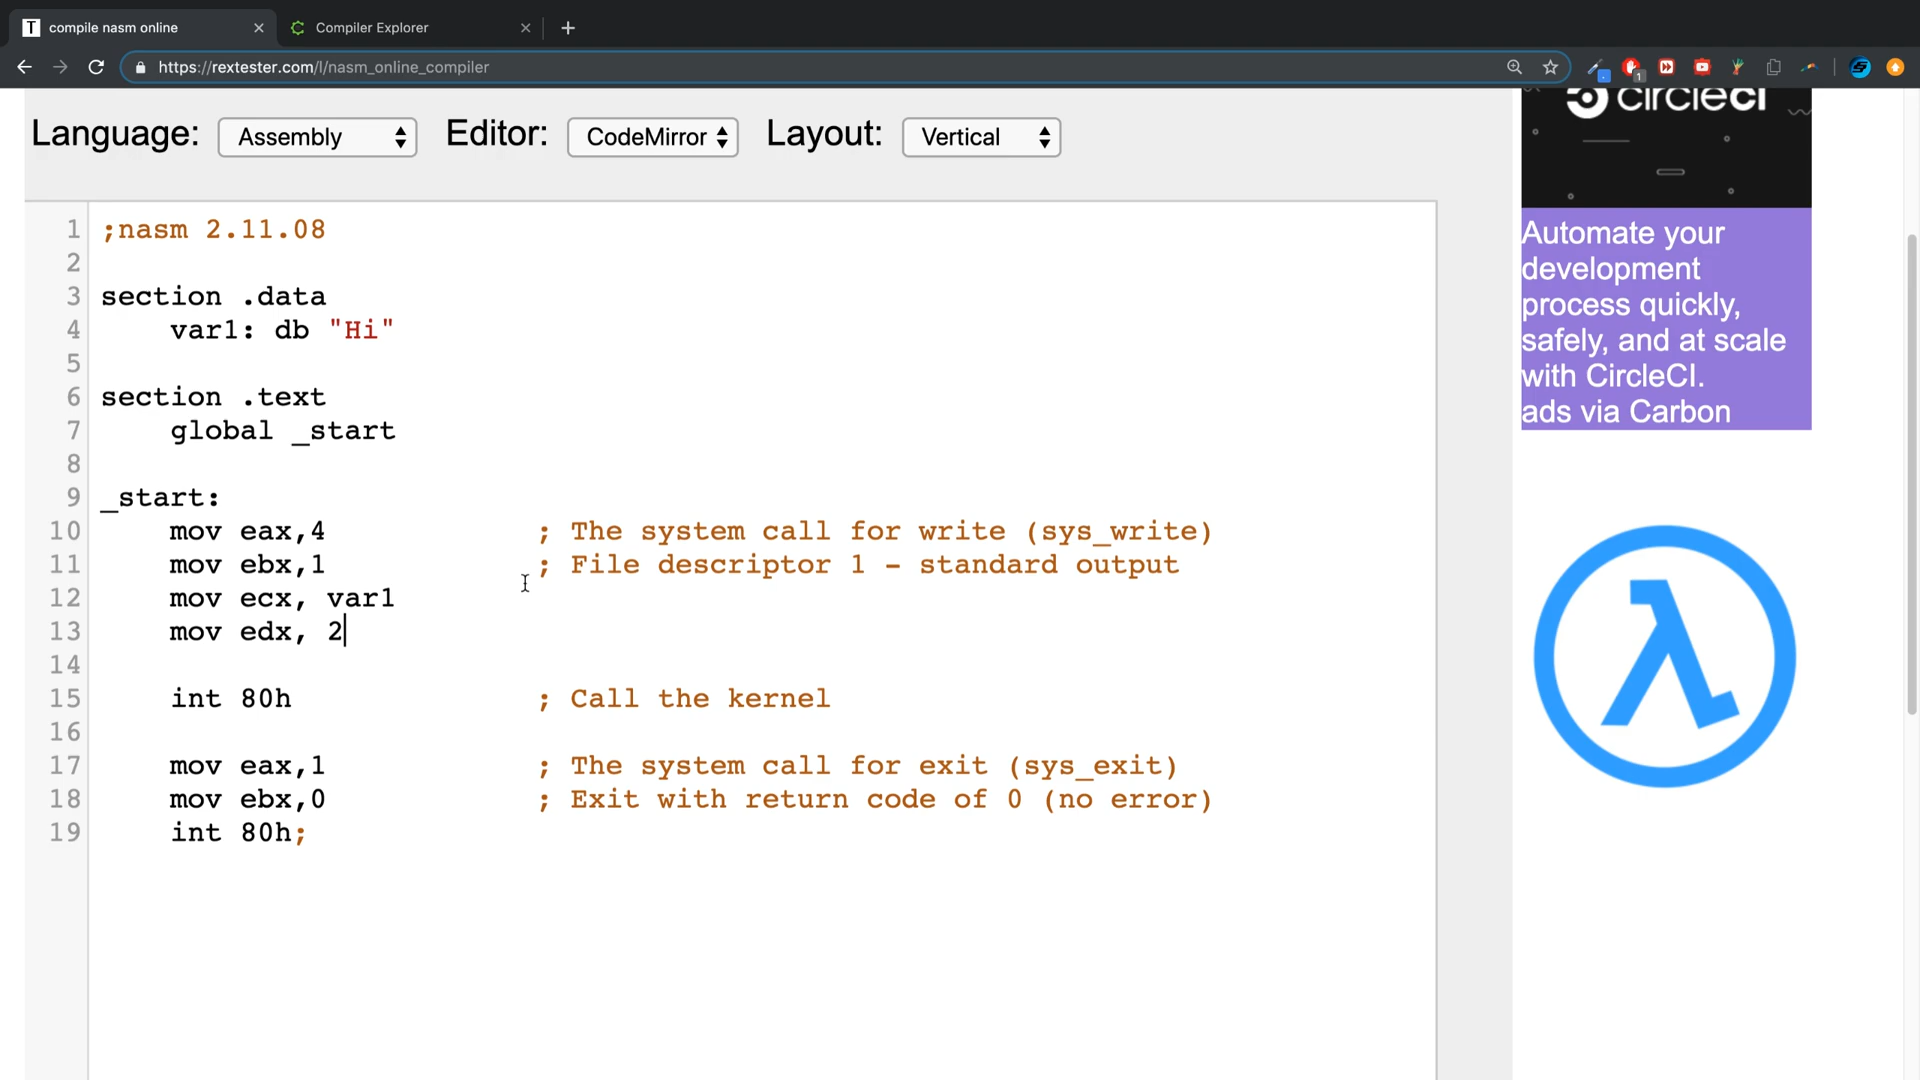 compile nasm online
Compiler Explorer
https://rextester.com/l/nasm_online_compiler
1
Language: Assembly Editor: CodeMirror Layout: Vertical
circleci
Automate your
development
process quickly,
safely, and at scale
with CircleCI.
ads via Carbon
1 ;nasm 2.11.08
2
3 section .data
4 var1: db "Hi"
5
6 section .text
7 global _start
8
9 _start:
10 mov eax,4 ; The system call for write (sys_write)
11 mov ebx,1 ; File descriptor 1 - standard output
12 mov ecx, var1
13 mov edx, 2
14
15 int 80h ; Call the kernel
16
17 mov eax,1 ; The system call for exit (sys_exit)
18 mov ebx,0 ; Exit with return code of 0 (no error)
19 int 80h;
λ